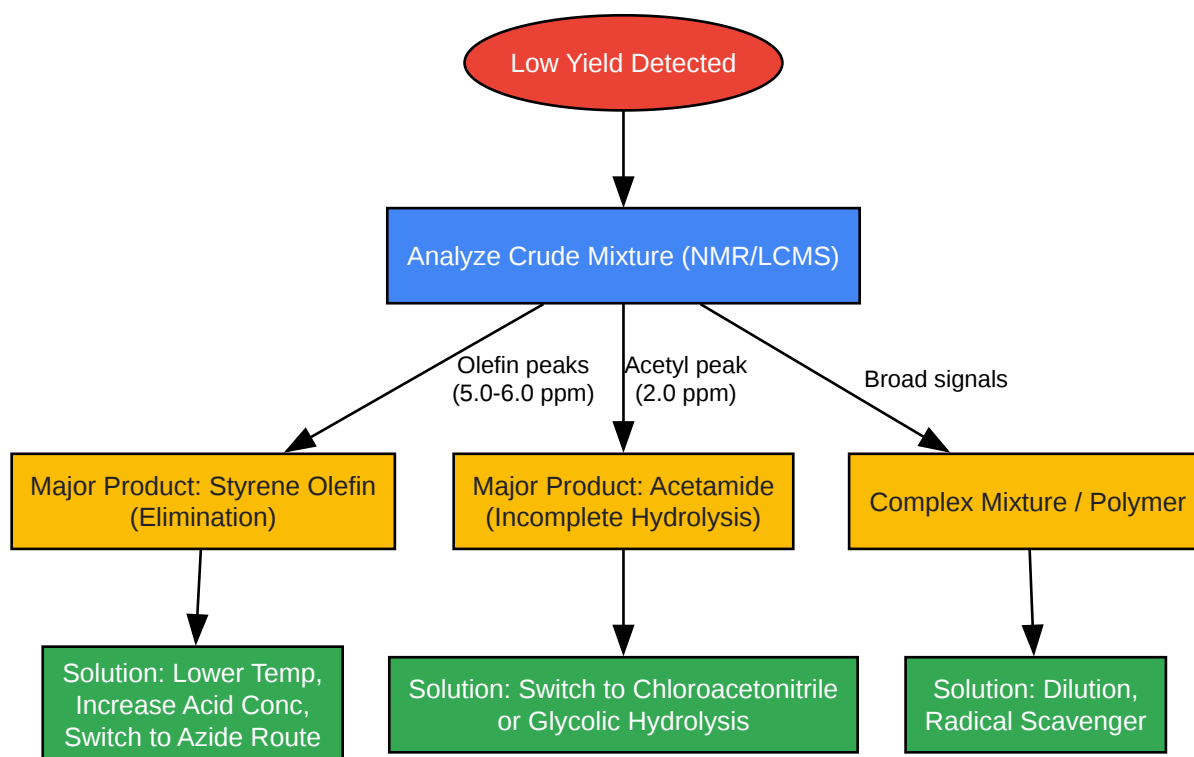 Low Yield Detected
Analyze Crude Mixture (NMR/LCMS)
Olefin peaks
(5.0-6.0 ppm)
Acetyl peak
(2.0 ppm)
Broad signals
Major Product: Styrene Olefin
(Elimination)
Major Product: Acetamide
(Incomplete Hydrolysis)
Complex Mixture / Polymer
Solution: Lower Temp,
Increase Acid Conc,
Switch to Azide Route
Solution: Switch to Chloroacetonitrile
or Glycolic Hydrolysis
Solution: Dilution,
Radical Scavenger